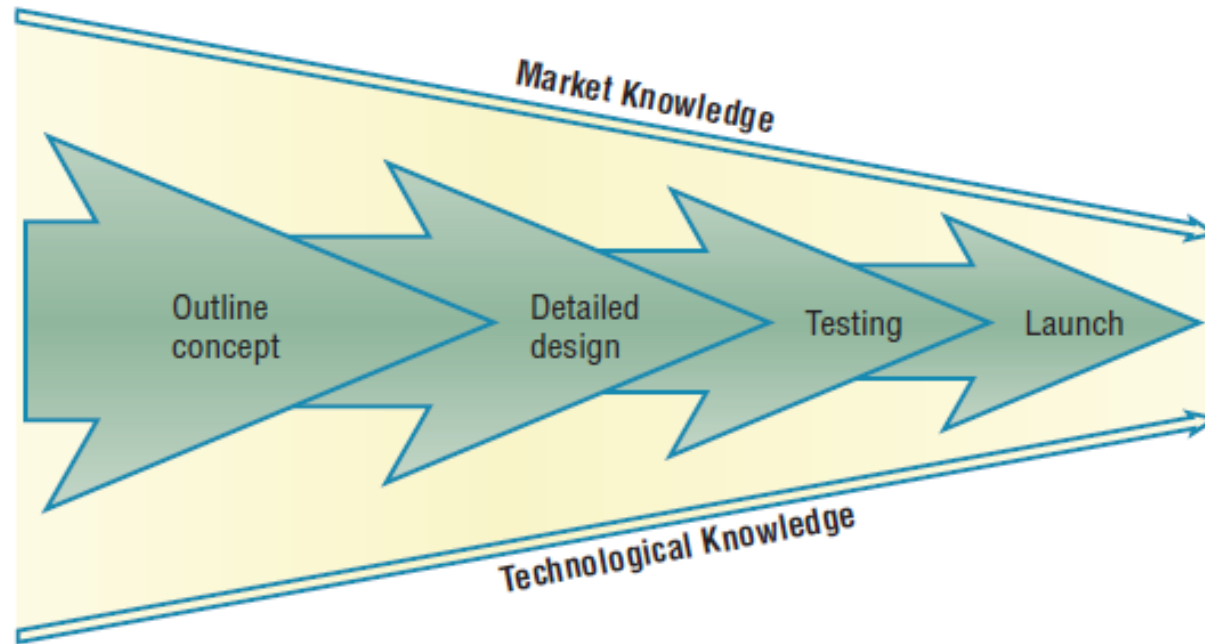 Market Knowledge
Outline
concept
Detailed
design
Testing
Launch
Technological Knowledge